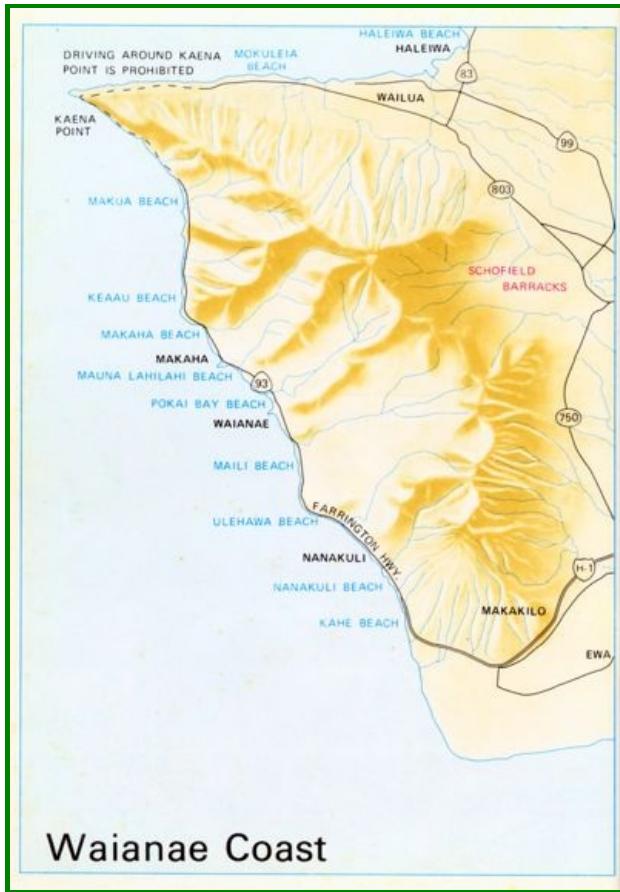 HALEIWA BEACH
HALEIWA
DRIVING AROUND KAENA
POINT IS PROHIBITED
MOKULEIA
BEACH
83
WAILUA
KAENA
POINT
99
803
MAKUA BEACH
SCHOFIELD
BARRACKS
KEAAU BEACH
MAKAHA BEACH
MAKAHA
MAUNA LAHILAHI BEACH
93
POKAI BAY BEACH
WAIANAE
750
MAILI BEACH
FARRINGTON HWY.
ULEHAWA BEACH
NANAKULI
H-1
NANAKULI BEACH
MAKAKILO
KAHE BEACH
EWA
Waianae Coast